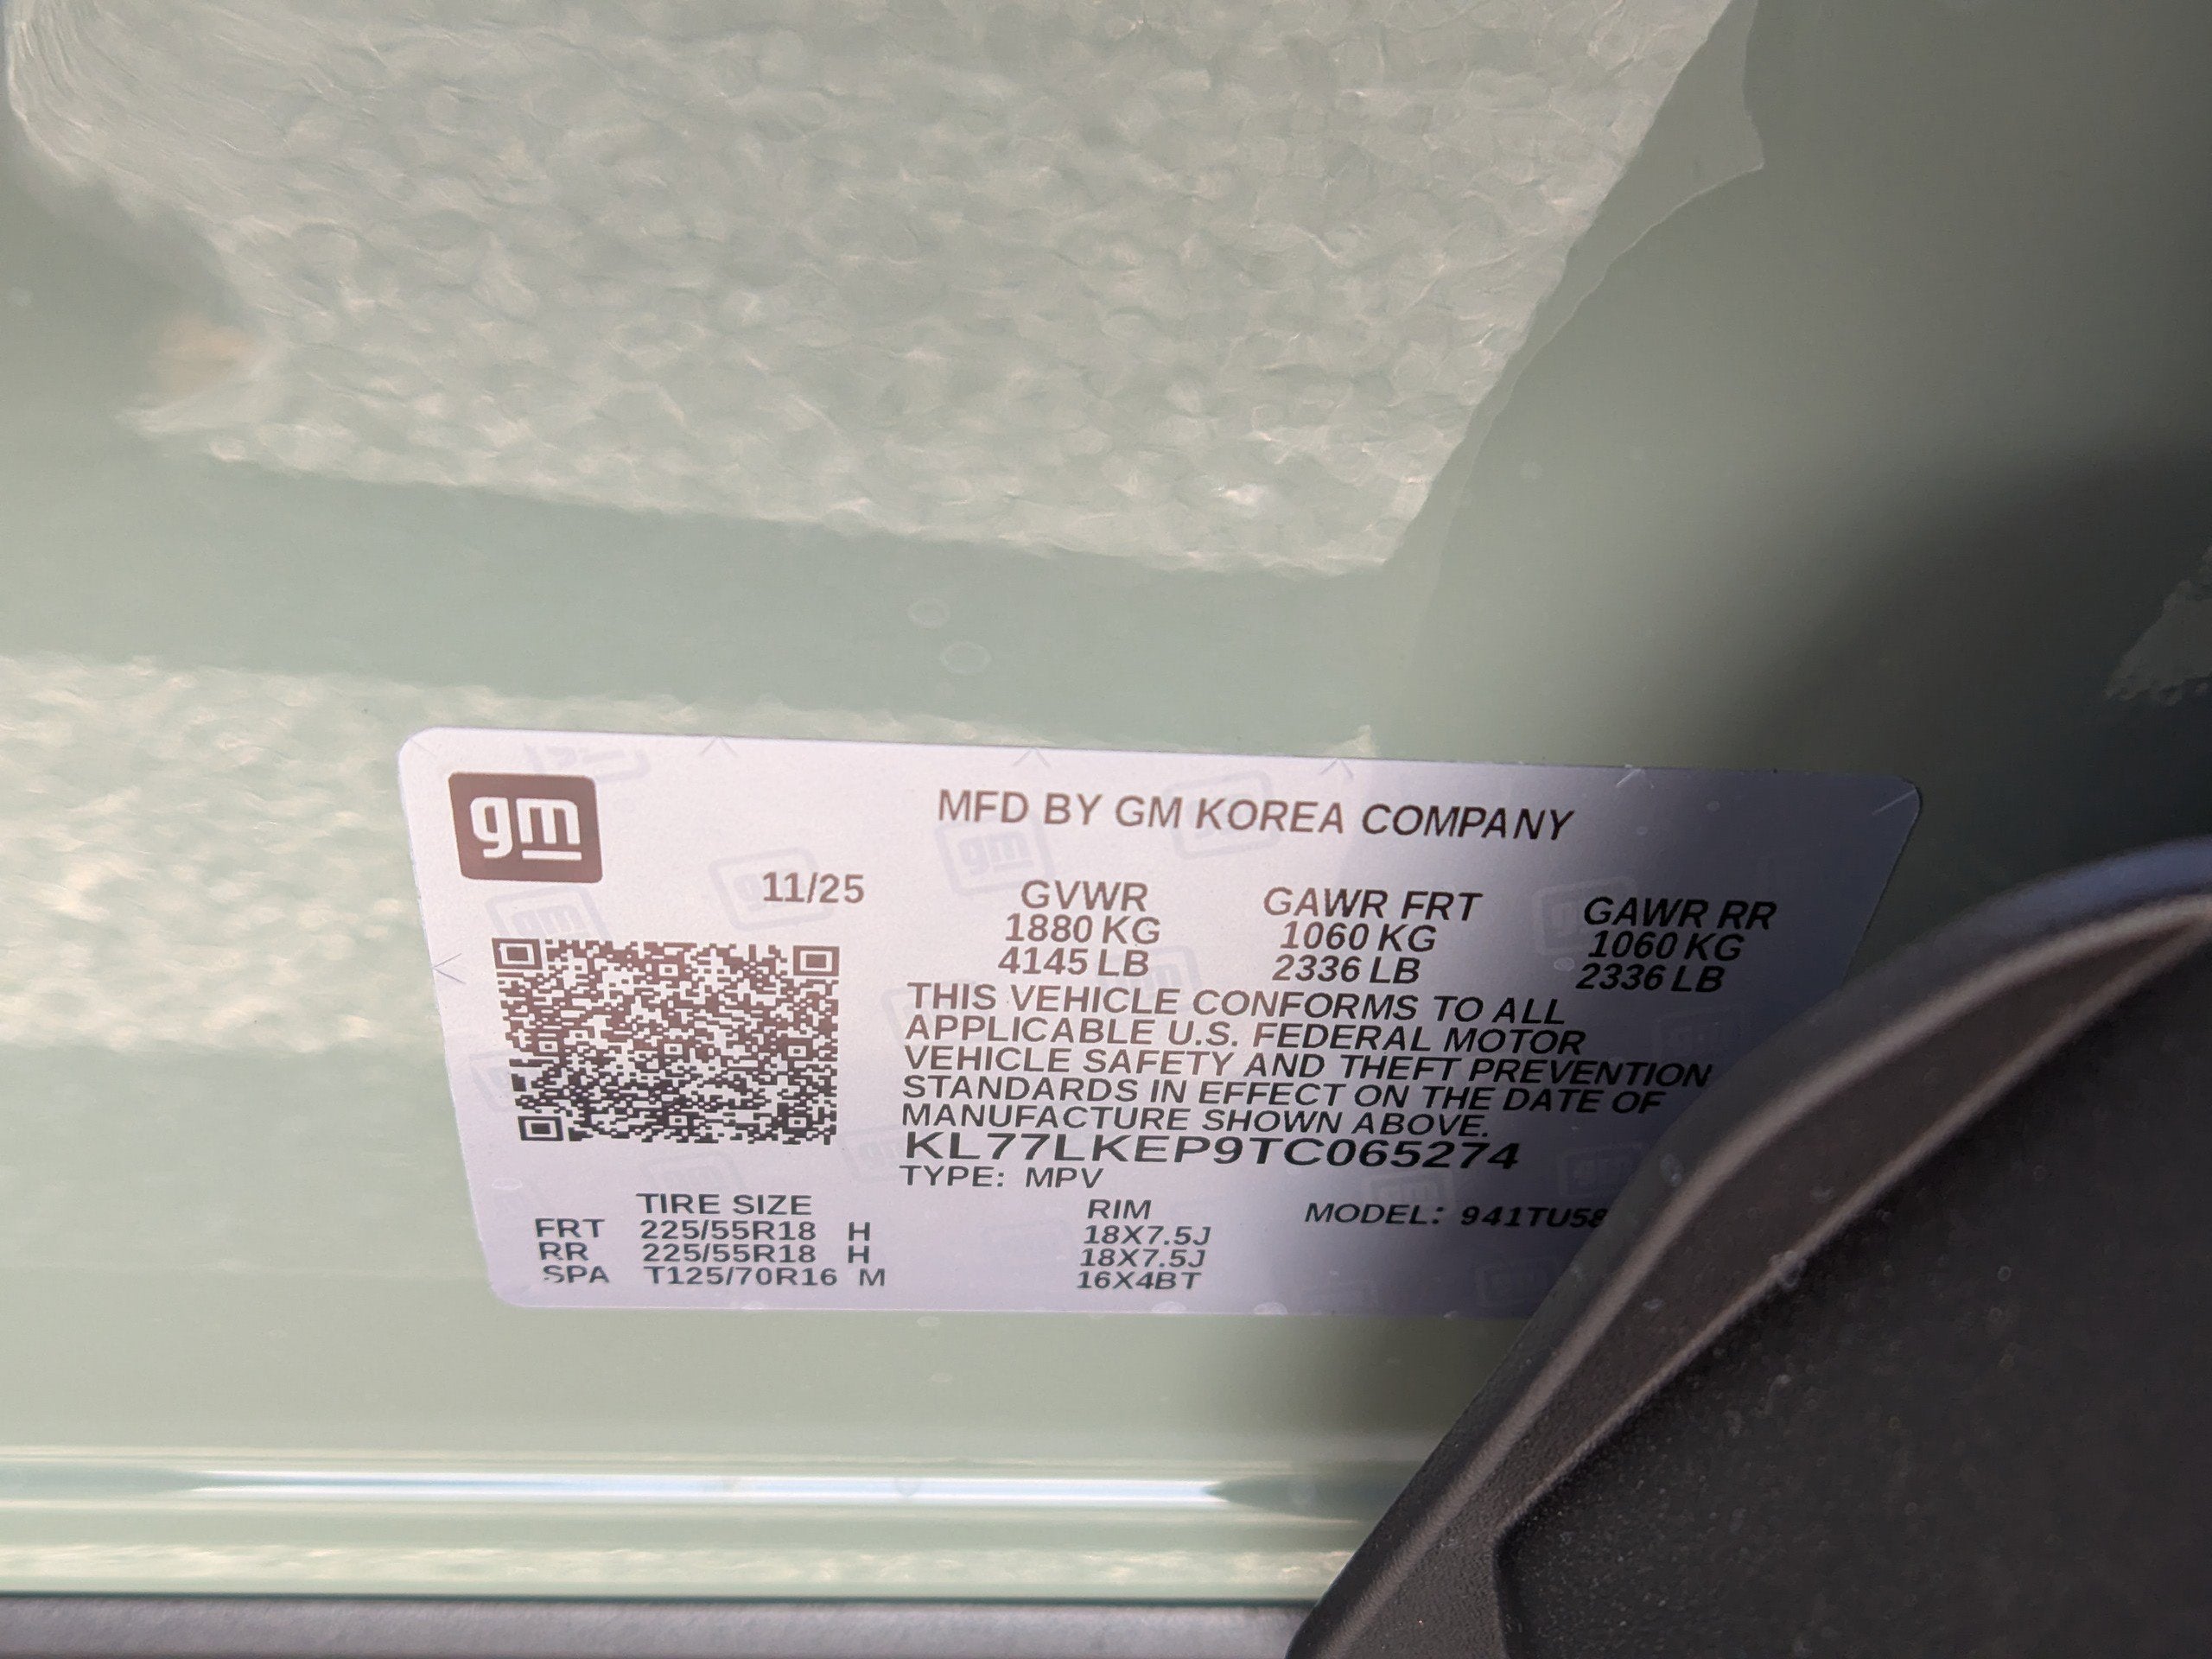 gm
MFD BY GM KOREA COMPANY
11/25
GVWR GAWR FRT GAWR RR
1880 KG 1060 KG 1060 KG
4145 LB 2336 LB 2336 LB
THIS VEHICLE CONFORMS TO ALL
APPLICABLE U.S. FEDERAL MOTOR
VEHICLE SAFETY AND THEFT PREVENTION
STANDARDS IN EFFECT ON THE DATE OF
MANUFACTURE SHOWN ABOVE.
KL77LKEP9TC065274
TYPE: MPV
TIRE SIZE RIM MODEL: 941TU58
FRT 225/55R18 H 18X7.5J
RR 225/55R18 H 18X7.5J
SPA T125/70R16 M 16X4BT